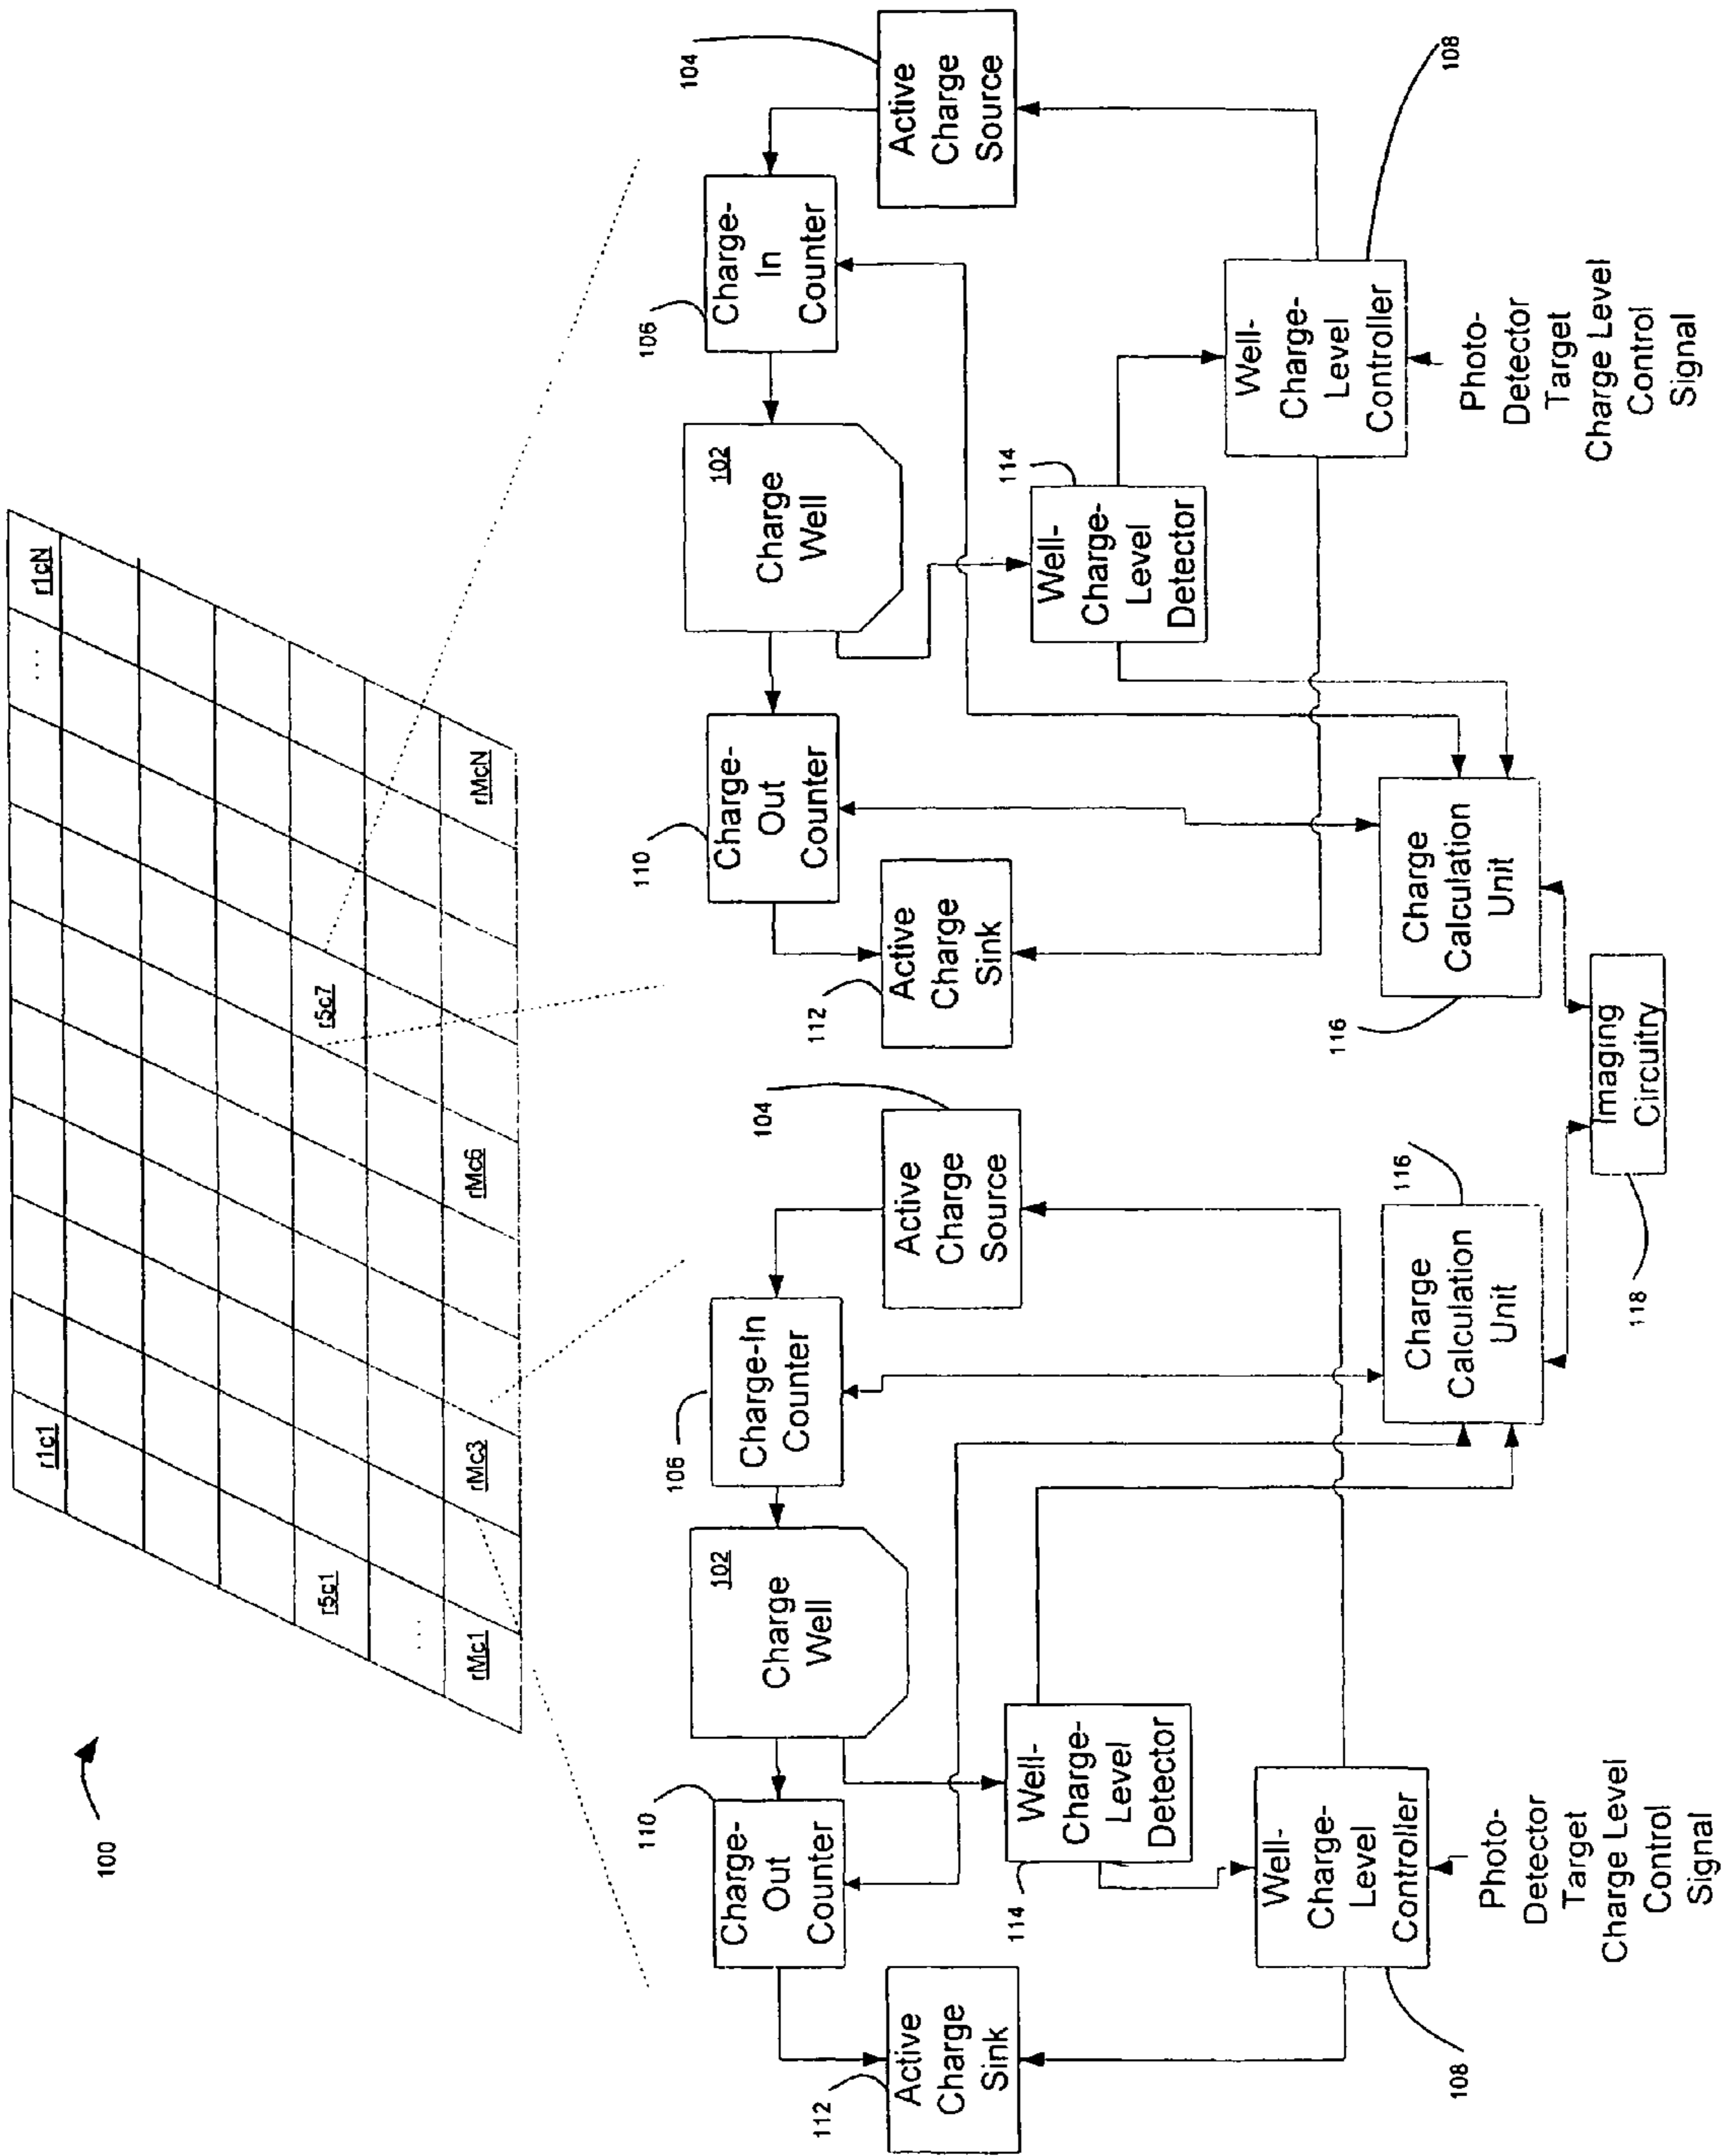 100
r1c1
...
r1cN
r5c1
r5c7
...
rMc1
rMc3
rMc6
rMcN
110
Charge-
Out
Counter
102
Charge
Well
106
Charge-In
Counter
104
Active
Charge
Source
112
Active
Charge
Sink
114
Well-
Charge-
Level
Detector
108
Well-
Charge-
Level
Controller
Photo-
Detector
Target
Charge Level
Control
Signal
116
Charge
Calculation
Unit
110
Charge-
Out
Counter
102
Charge
Well
106
Charge-
In
Counter
104
Active
Charge
Source
112
Active
Charge
Sink
114
Well-
Charge-
Level
Detector
108
Well-
Charge-
Level
Controller
Photo-
Detector
Target
Charge Level
Control
Signal
116
Charge
Calculation
Unit
118
Imaging
Circuitry